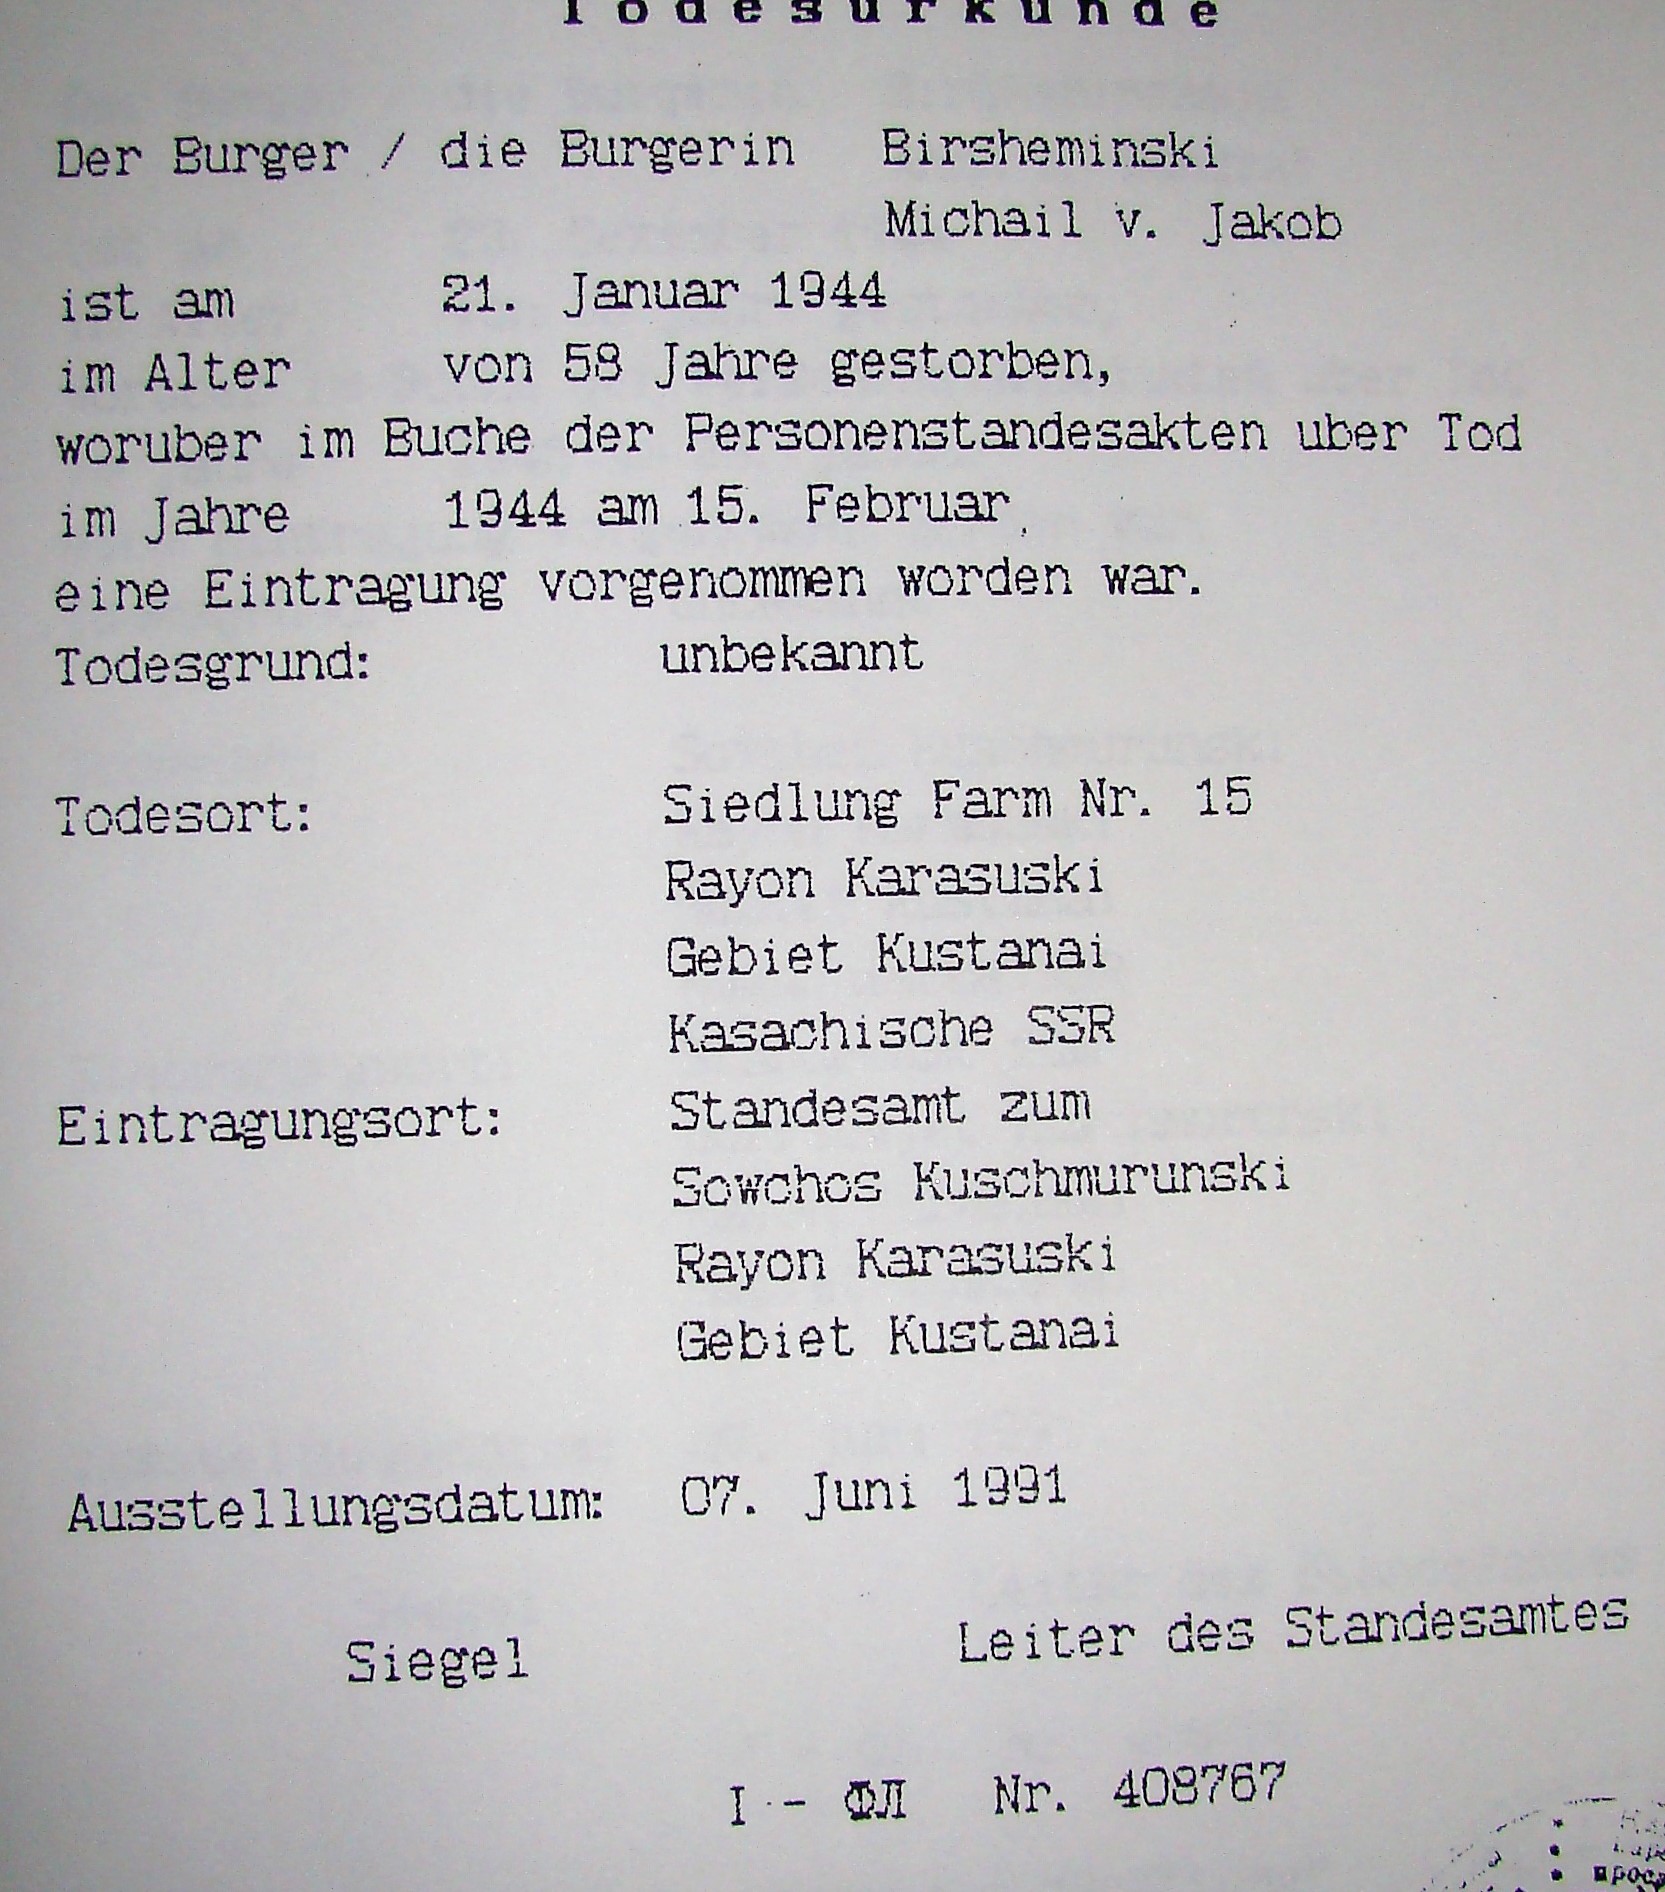 Todesurkunde
Der Burger / die Burgerin Birsheminski
Michail v. Jakob
ist am 21. Januar 1944
im Alter von 58 Jahre gestorben,
woruber im Buche der Personenstandesakten uber Tod
im Jahre 1944 am 15. Februar
eine Eintragung vorgenommen worden war.
Todesgrund: unbekannt
Todesort: Siedlung Farm Nr. 15
Rayon Karasuski
Gebiet Kustanai
Kasachische SSR
Eintragungsort: Standesamt zum
Sowchos Kuschmurunski
Rayon Karasuski
Gebiet Kustanai
Ausstellungsdatum: 07. Juni 1991
Siegel Leiter des Standesamtes
I - ФЛ Nr. 408767